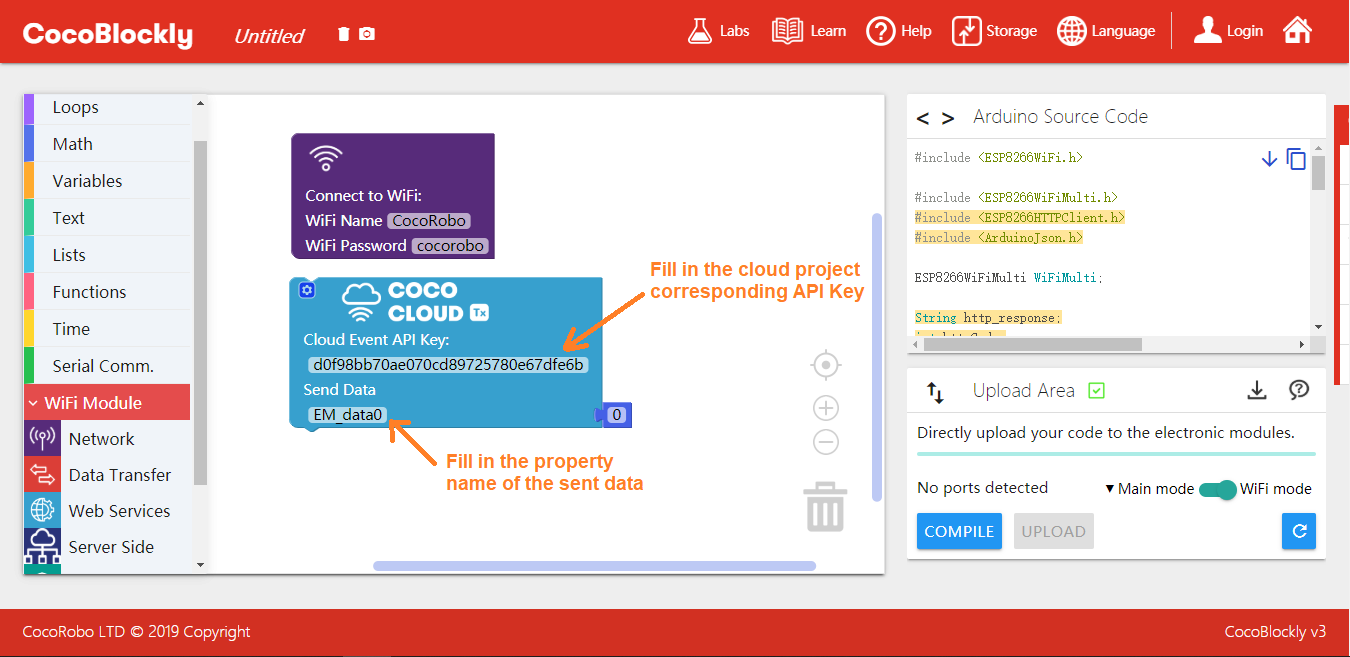 CocoBlockly
Untitled
Labs
Learn
Help
Storage
Language
Login
Loops
Math
Variables
Text
Lists
Functions
Time
Serial Comm.
WiFi Module
Network
Data Transfer
Web Services
Server Side
Connect to WiFi:
WiFi Name CocoRobo
WiFi Password cocorobo
COCO
CLOUD Tx
Cloud Event API Key:
d0f98bb70ae070cd89725780e67dfe6b
Send Data
EM_data0 0
Fill in the cloud project
corresponding API Key
Fill in the property
name of the sent data
< > Arduino Source Code
#include <ESP8266WiFi.h>
#include <ESP8266WiFiMulti.h>
#include <ESP8266HTTPClient.h>
#include <ArduinoJson.h>
ESP8266WiFiMulti WiFiMulti;
String http_response;
Upload Area
Directly upload your code to the electronic modules.
No ports detected
Main mode WiFi mode
COMPILE UPLOAD
CocoRobo LTD © 2019 Copyright
CocoBlockly v3